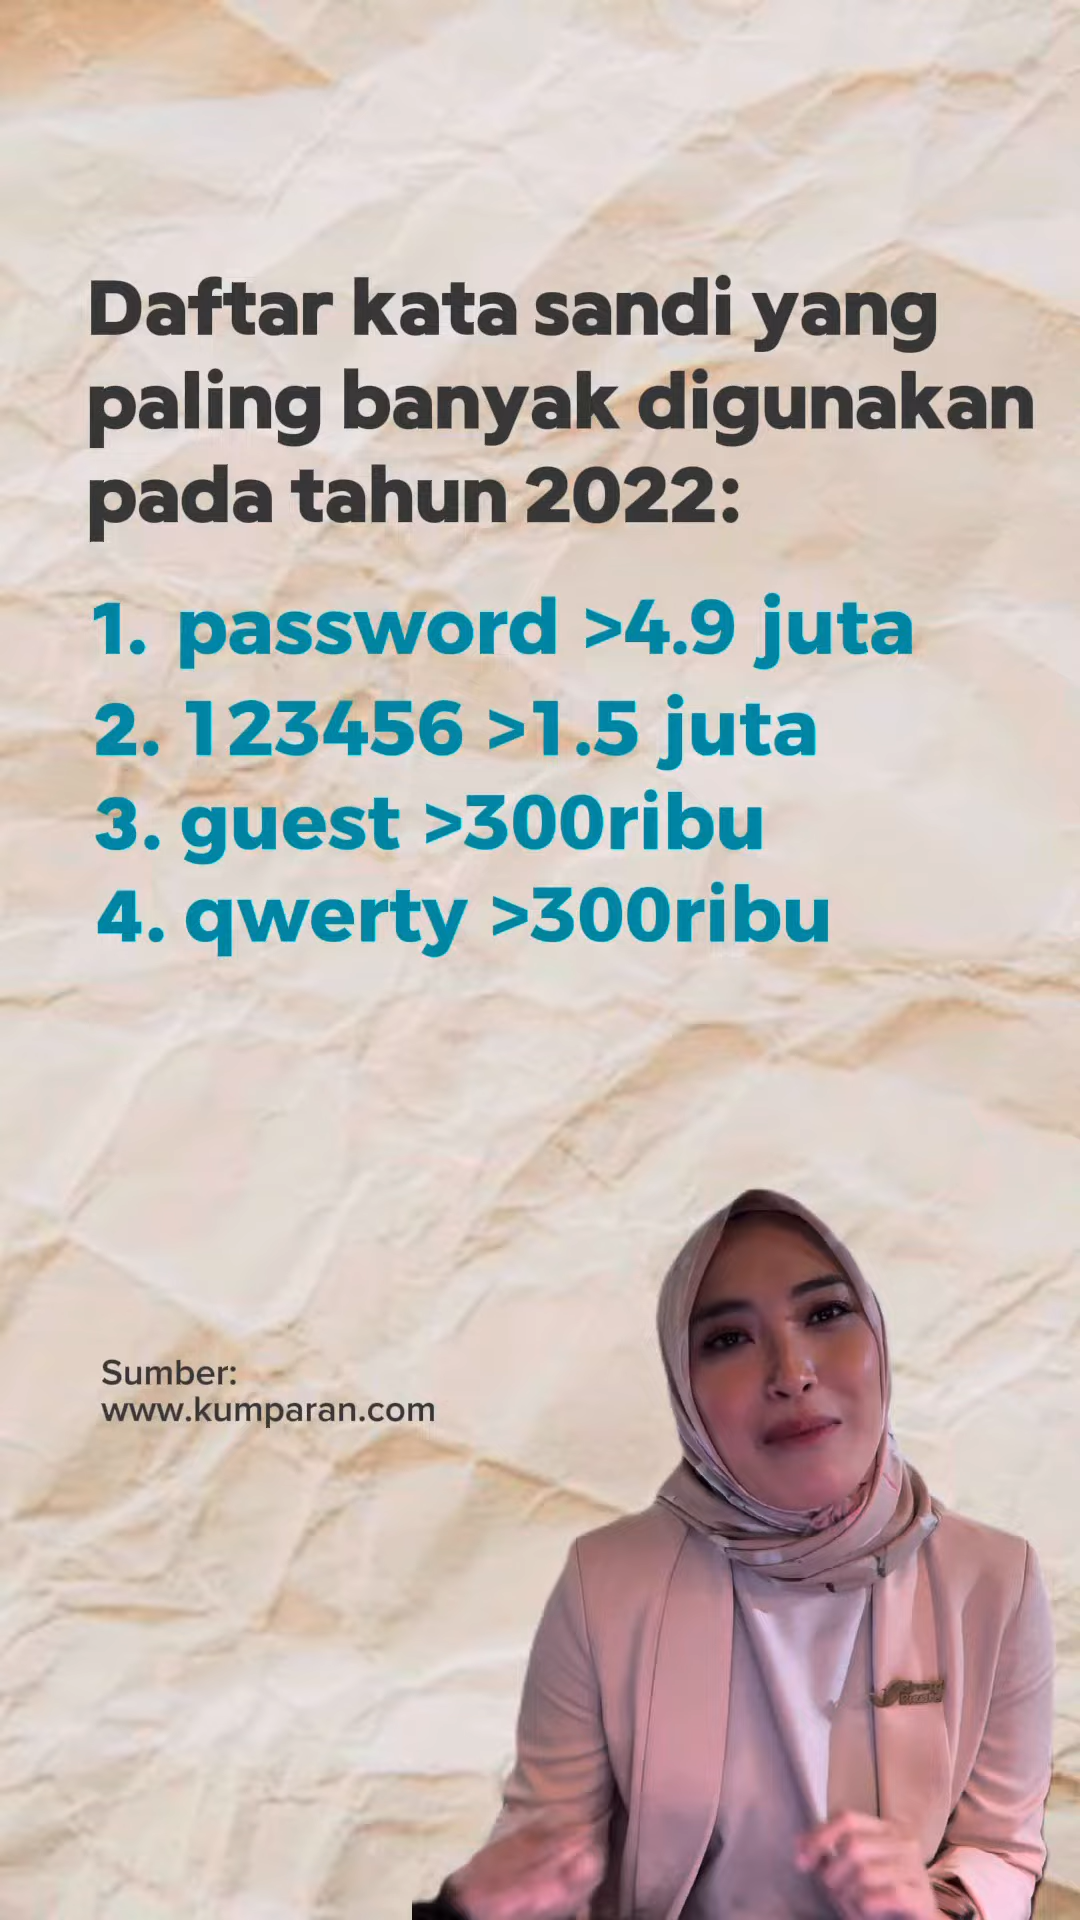 Daftar kata sandi yang
paling banyak digunakan
pada tahun 2022:
1. password >4.9 juta
2. 123456 >1.5 juta
3. guest >300ribu
4. qwerty >300ribu
Sumber:
www.kumparan.com